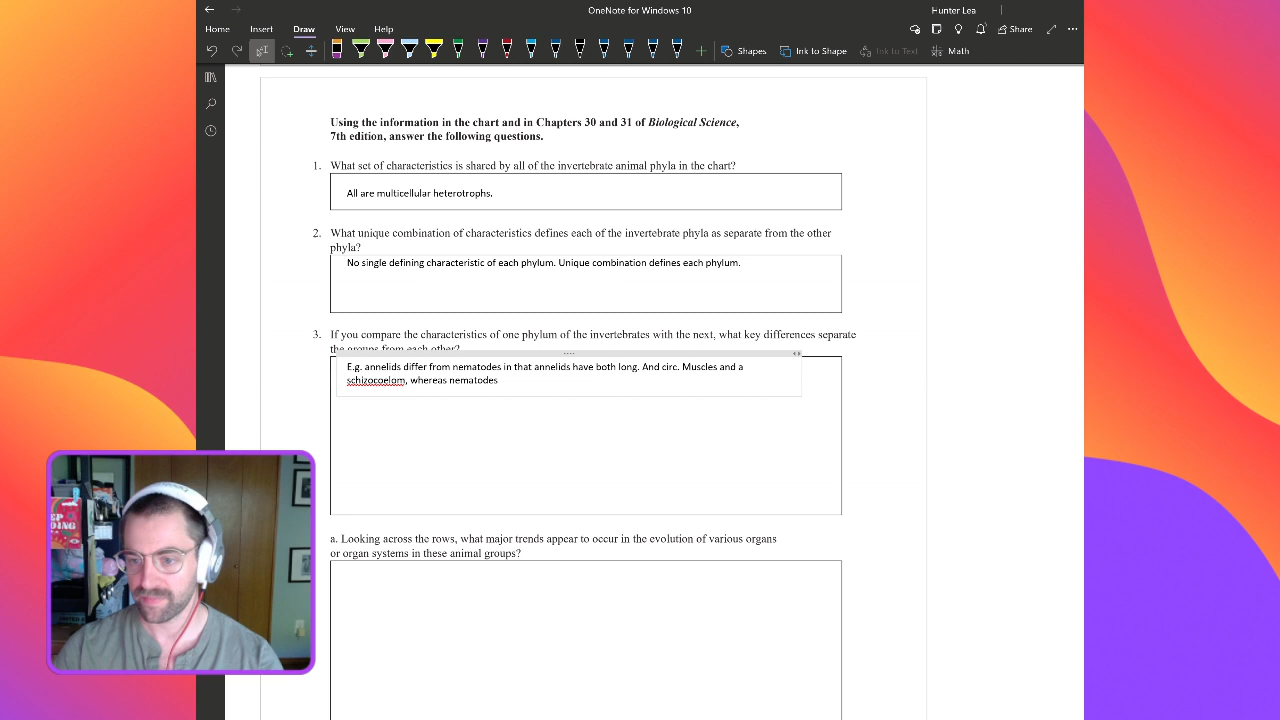 OneNote for Windows 10
Hunter Lea
Home Insert Draw View Help
Share
Shapes Ink to Shape Ink to Text Math
Using the information in the chart and in Chapters 30 and 31 of Biological Science,
7th edition, answer the following questions.
1. What set of characteristics is shared by all of the invertebrate animal phyla in the chart?
All are multicellular heterotrophs.
2. What unique combination of characteristics defines each of the invertebrate phyla as separate from the other
phyla?
No single defining characteristic of each phylum. Unique combination defines each phylum.
3. If you compare the characteristics of one phylum of the invertebrates with the next, what key differences separate
the groups from each other?
E.g. annelids differ from nematodes in that annelids have both long. And circ. Muscles and a
schizocoelom, whereas nematodes
a. Looking across the rows, what major trends appear to occur in the evolution of various organs
or organ systems in these animal groups?